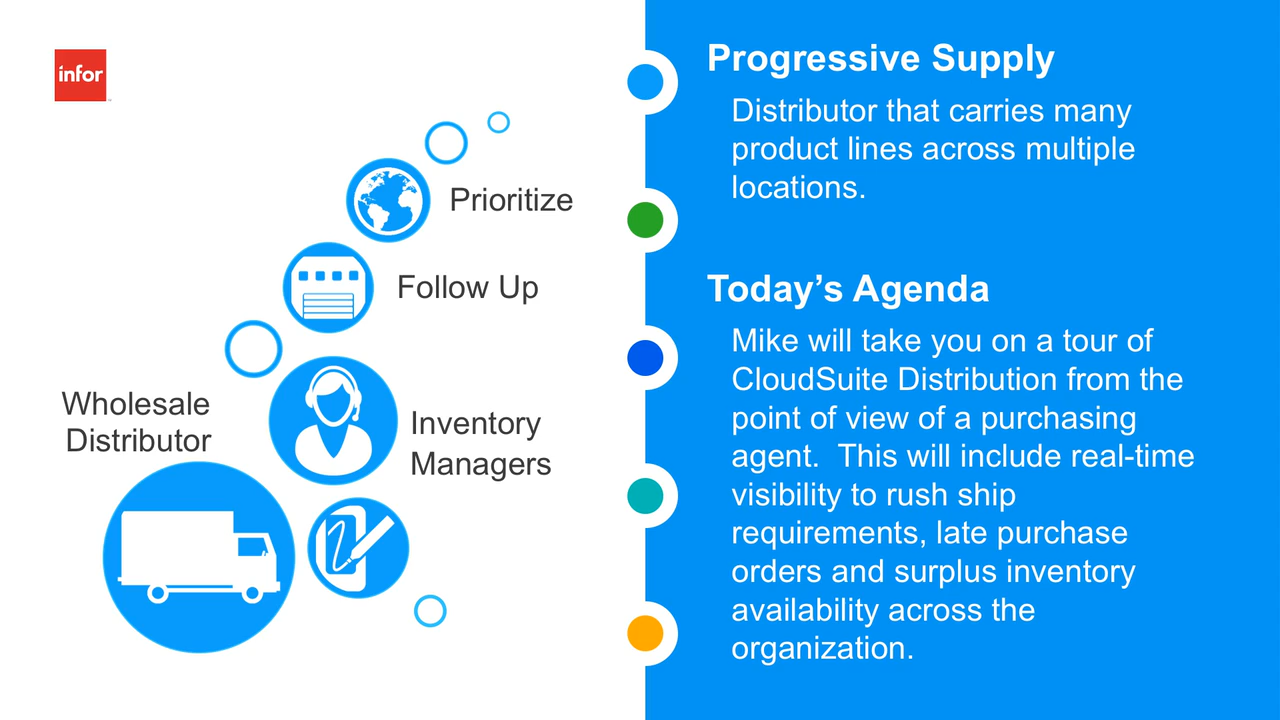 infor
Prioritize
Follow Up
Wholesale
Distributor
Inventory
Managers
Progressive Supply
Distributor that carries many
product lines across multiple
locations.
Today’s Agenda
Mike will take you on a tour of
CloudSuite Distribution from the
point of view of a purchasing
agent.  This will include real-time
visibility to rush ship
requirements, late purchase
orders and surplus inventory
availability across the
organization.